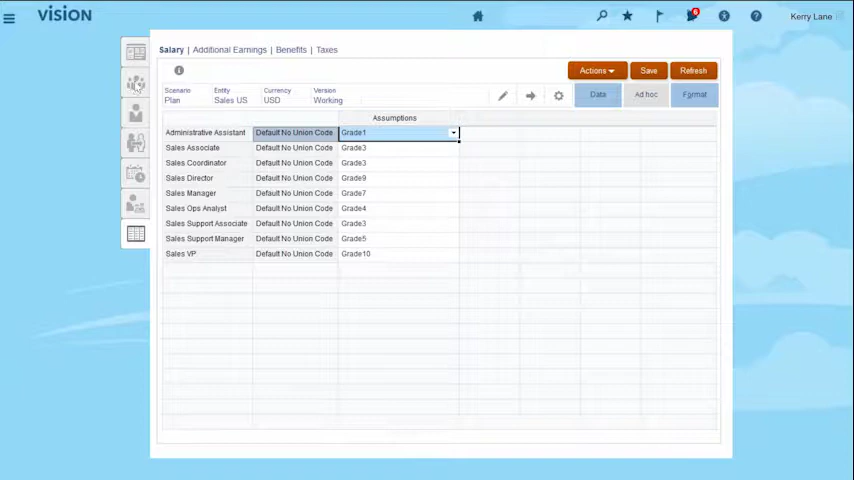 VISION
6
Kerry Lane
Salary | Additional Earnings | Benefits | Taxes
Actions Save Refresh
Scenario Entity Currency Version
Plan Sales US USD Working
Data Ad hoc Format
Assumptions
Administrative Assistant Default No Union Code Grade1
Sales Associate Default No Union Code Grade3
Sales Coordinator Default No Union Code Grade3
Sales Director Default No Union Code Grade9
Sales Manager Default No Union Code Grade7
Sales Ops Analyst Default No Union Code Grade4
Sales Support Associate Default No Union Code Grade3
Sales Support Manager Default No Union Code Grade5
Sales VP Default No Union Code Grade10